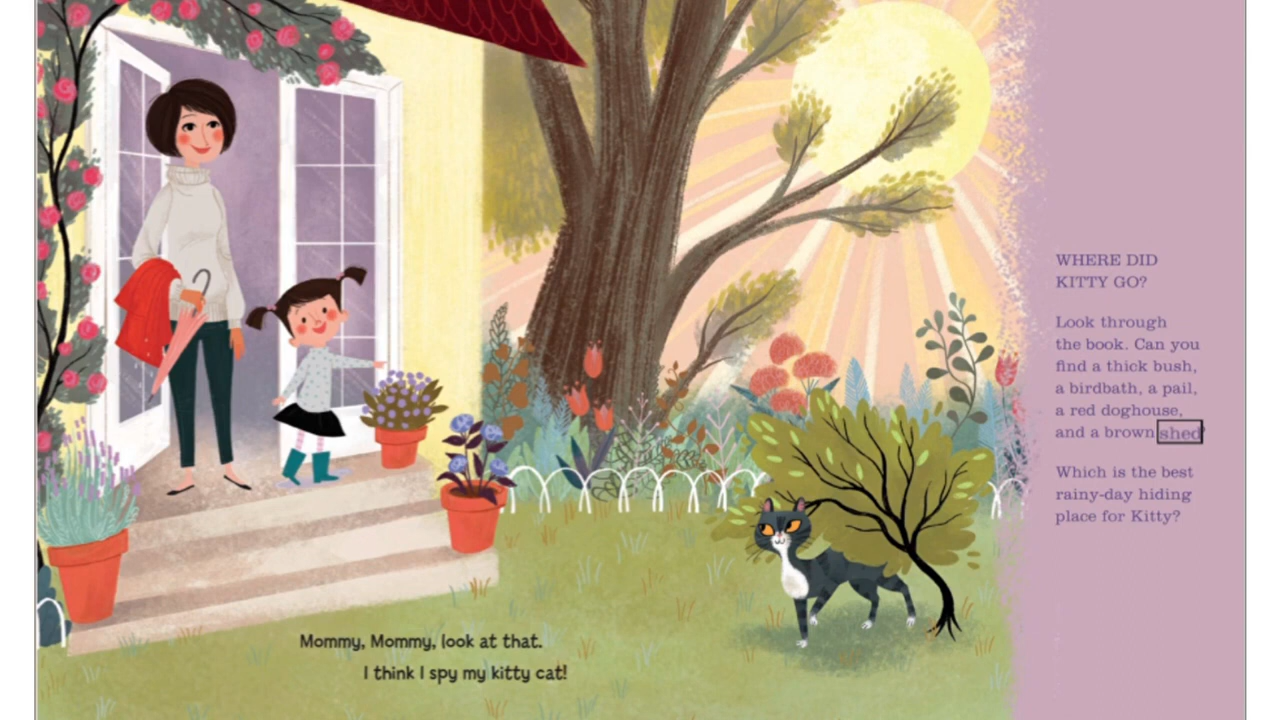 Mommy, Mommy, look at that.
I think I spy my kitty cat!
WHERE DID
KITTY GO?
Look through
the book. Can you
find a thick bush,
a birdbath, a pail,
a red doghouse,
and a brown shed?
Which is the best
rainy-day hiding
place for Kitty?